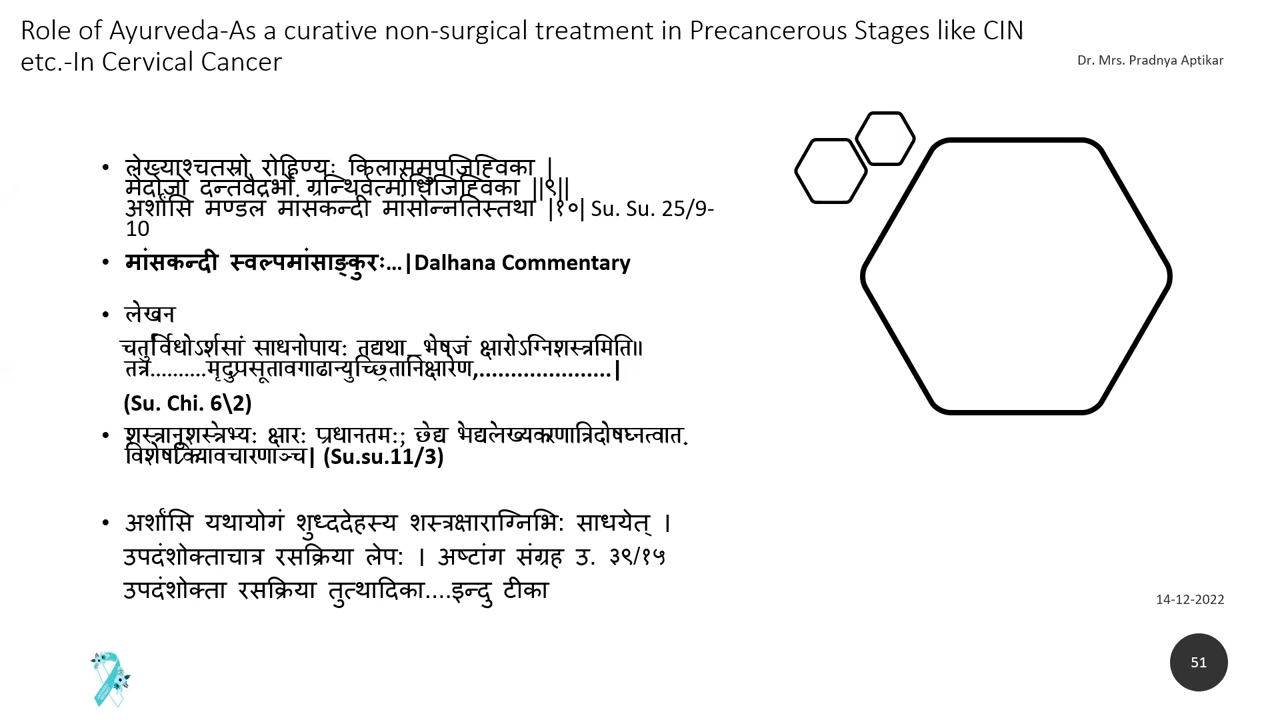 Role of Ayurveda-As a curative non-surgical treatment in Precancerous Stages like CIN
etc.-In Cervical Cancer
Dr. Mrs. Pradnya Aptikar
• लेख्याश्चतस्रो रोहिण्यः किलासमुपजिह्विका |
मेदोजो दन्तवैदर्भो ग्रन्थिर्वर्त्माधिजिह्विका ||९||
अर्शांसि मण्डलं मांसकन्दी मांसोन्नतिस्तथा |१०| Su. Su. 25/9-
10
• मांसकन्दी स्वल्पमांसाङ्कुरः...|Dalhana Commentary
• लेखन
चतुर्विधोऽर्शसां साधनोपाय: तद्यथा_ भेषजं क्षारोऽग्निशस्त्रमिति॥
तत्र..........मृदुप्रसृतावगाढान्युच्छ्रितानिक्षारेण,.....................|
(Su. Chi. 6\2)
• शस्त्रानुशस्त्रेभ्य: क्षार: प्रधानतम:; छेद्य भेद्यलेख्यकरणात्रिदोषघ्नत्वात्
विशेषक्रियावचारणाञ्च| (Su.su.11/3)
• अर्शांसि यथायोगं शुध्ददेहस्य शस्त्रक्षाराग्निभि: साधयेत् ।
उपदंशोक्ताचात्र रसक्रिया लेप: । अष्टांग संग्रह उ. ३९/१५
उपदंशोक्ता रसक्रिया तुत्थादिका....इन्दु टीका
14-12-2022
51